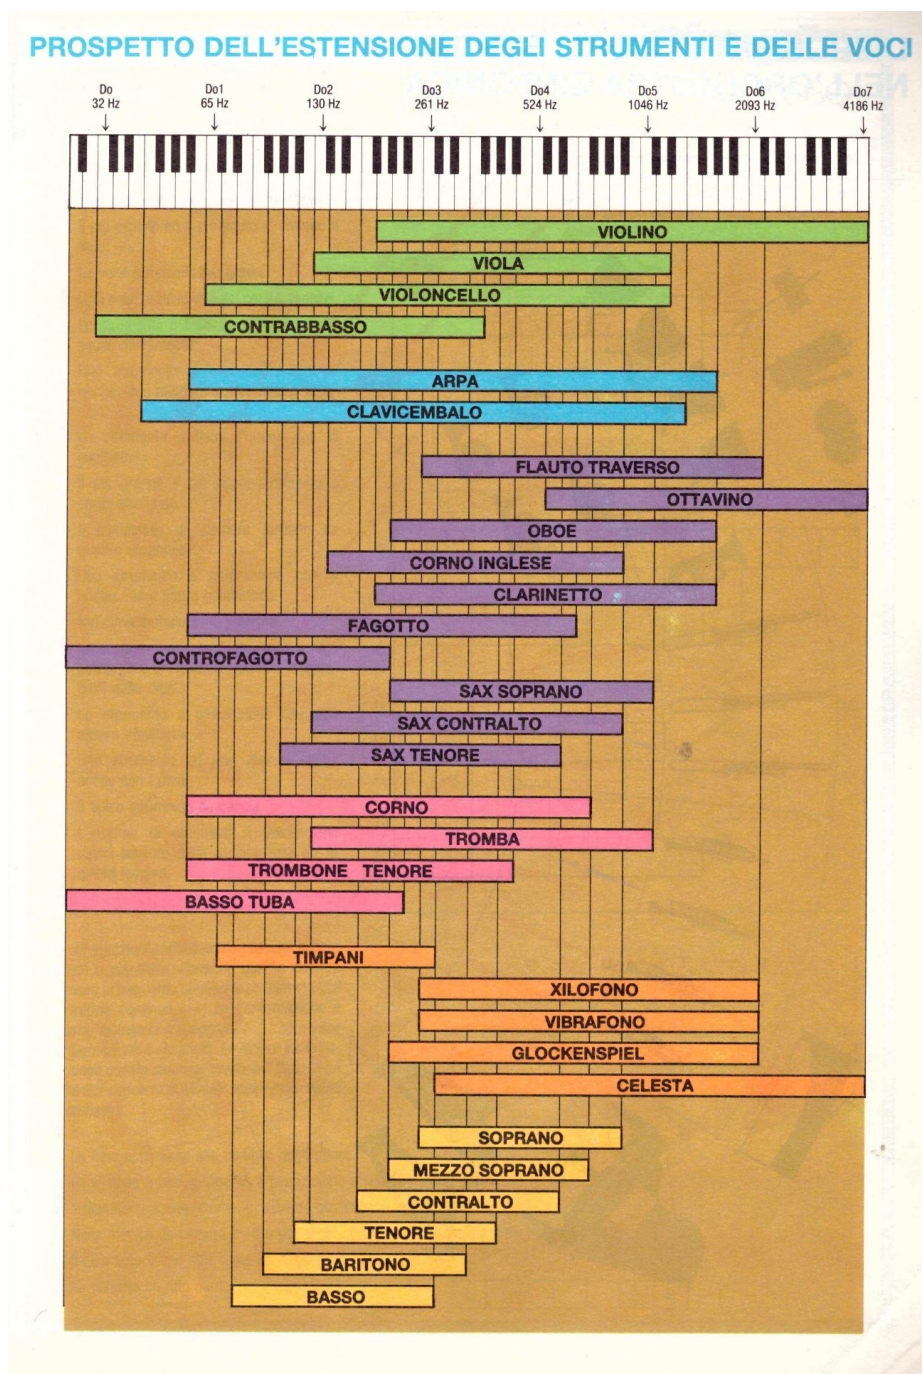 PROSPETTO DELL'ESTENSIONE DEGLI STRUMENTI E DELLE VOCI
Do Do1 Do2 Do3 Do4 Do5 Do6 Do7
32 Hz 65 Hz 130 Hz 261 Hz 524 Hz 1046 Hz 2093 Hz 4186 Hz
VIOLINO
VIOLA
VIOLONCELLO
CONTRABBASSO
ARPA
CLAVICEMBALO
FLAUTO TRAVERSO
OTTAVINO
OBOE
CORNO INGLESE
CLARINETTO
FAGOTTO
CONTROFAGOTTO
SAX SOPRANO
SAX CONTRALTO
SAX TENORE
CORNO
TROMBA
TROMBONE TENORE
BASSO TUBA
TIMPANI
XILOFONO
VIBRAFONO
GLOCKENSPIEL
CELESTA
SOPRANO
MEZZO SOPRANO
CONTRALTO
TENORE
BARITONO
BASSO